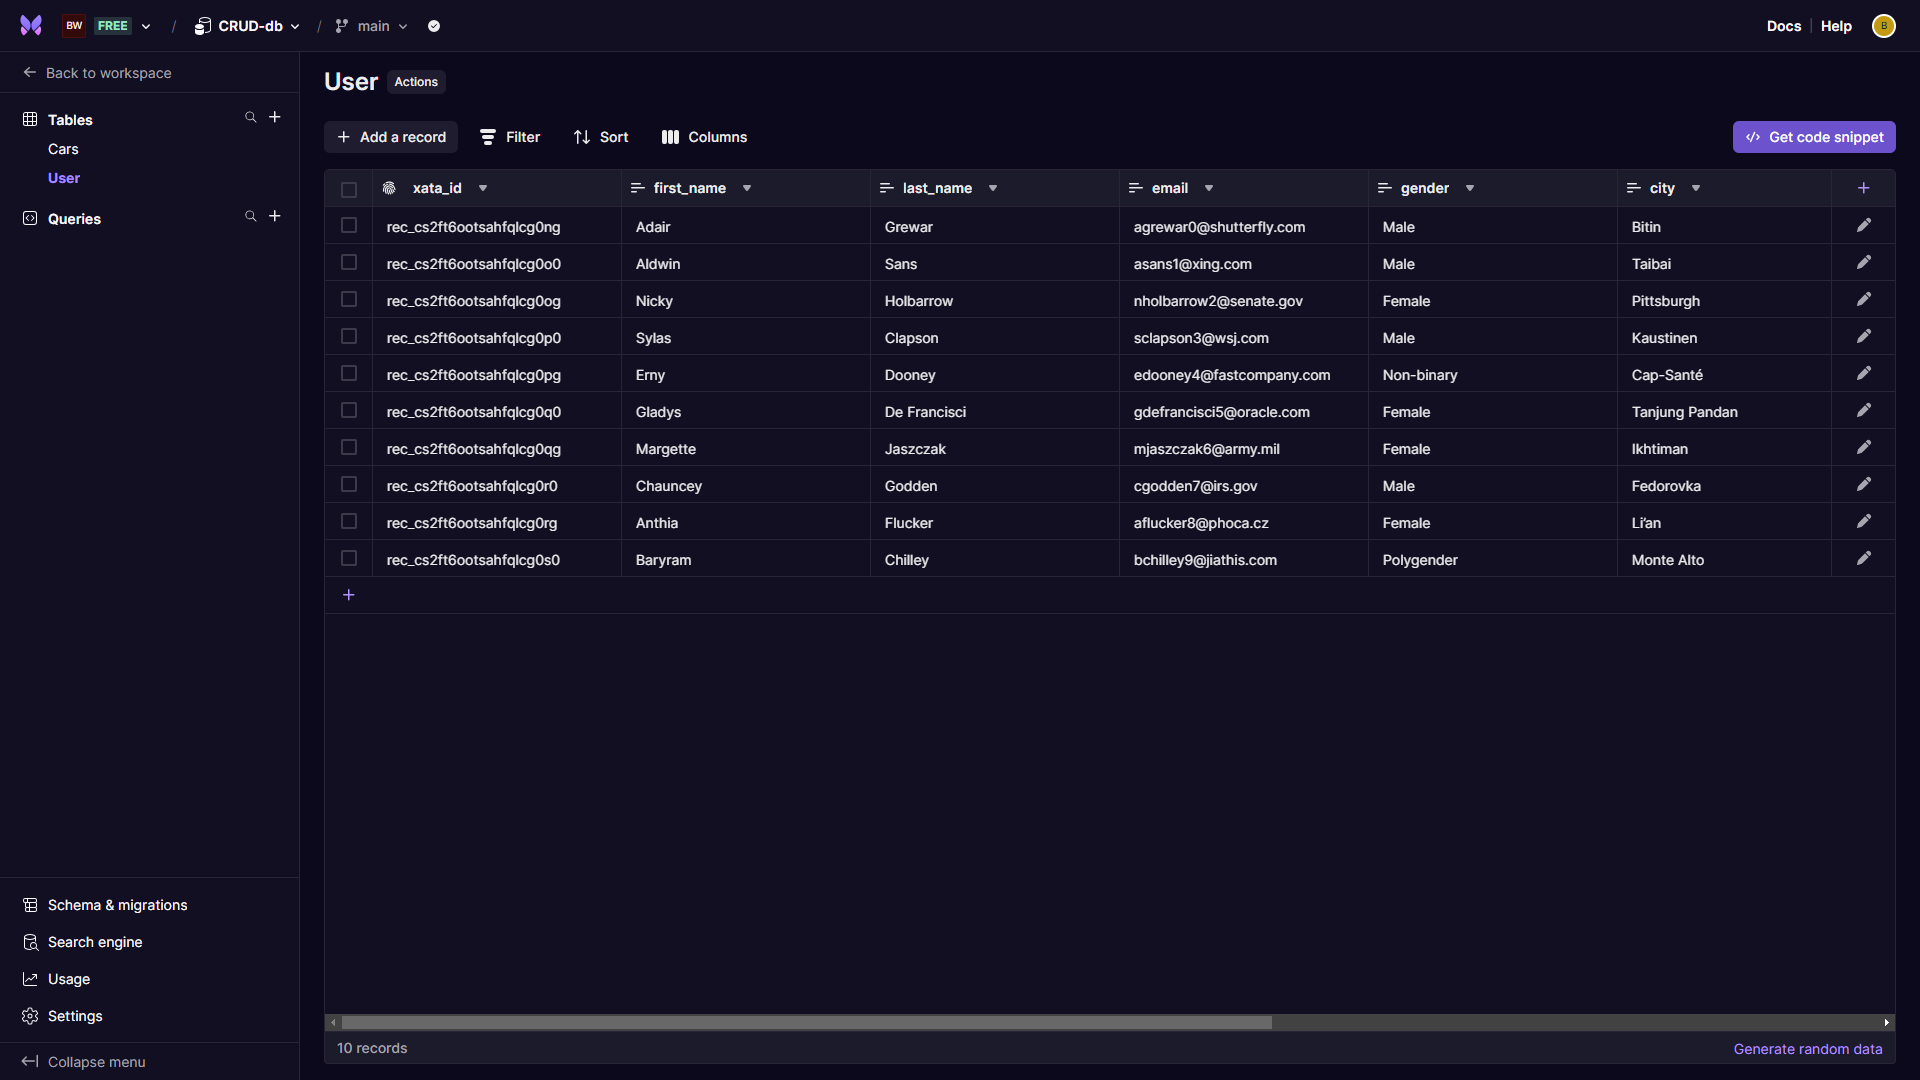 BW FREE / CRUD-db / main Docs Help B
Back to workspace
User Actions
Tables
Cars
User
Queries
Add a record Filter Sort Columns Get code snippet
xata_id first_name last_name email gender city
rec_cs2ft6ootsahfqlcg0ng Adair Grewar agrewar0@shutterfly.com Male Bitin
rec_cs2ft6ootsahfqlcg0o0 Aldwin Sans asans1@xing.com Male Taibai
rec_cs2ft6ootsahfqlcg0og Nicky Holbarrow nholbarrow2@senate.gov Female Pittsburgh
rec_cs2ft6ootsahfqlcg0p0 Sylas Clapson sclapson3@wsj.com Male Kaustinen
rec_cs2ft6ootsahfqlcg0pg Erny Dooney edooney4@fastcompany.com Non-binary Cap-Santé
rec_cs2ft6ootsahfqlcg0q0 Gladys De Francisci gdefrancisci5@oracle.com Female Tanjung Pandan
rec_cs2ft6ootsahfqlcg0qg Margette Jaszczak mjaszczak6@army.mil Female Ikhtiman
rec_cs2ft6ootsahfqlcg0r0 Chauncey Godden cgodden7@irs.gov Male Fedorovka
rec_cs2ft6ootsahfqlcg0rg Anthia Flucker aflucker8@phoca.cz Female Li’an
rec_cs2ft6ootsahfqlcg0s0 Baryram Chilley bchilley9@jiathis.com Polygender Monte Alto
Schema & migrations
Search engine
Usage
Settings
Collapse menu
10 records Generate random data